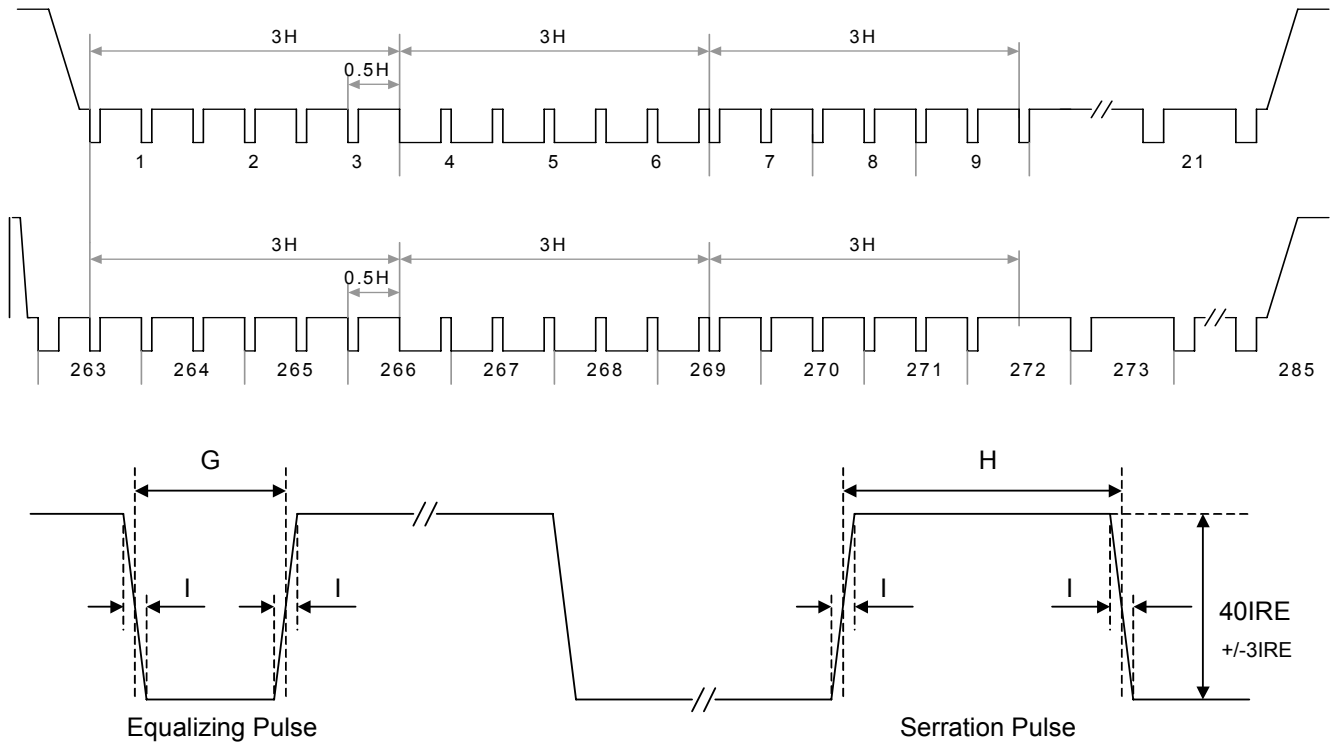 3H 3H 3H
0.5H
1 2 3 4 5 6 7 8 9 21
3H 3H 3H
0.5H
263 264 265 266 267 268 269 270 271 272 273 285
G H
I I I I 40IRE
+/-3IRE
Equalizing Pulse Serration Pulse